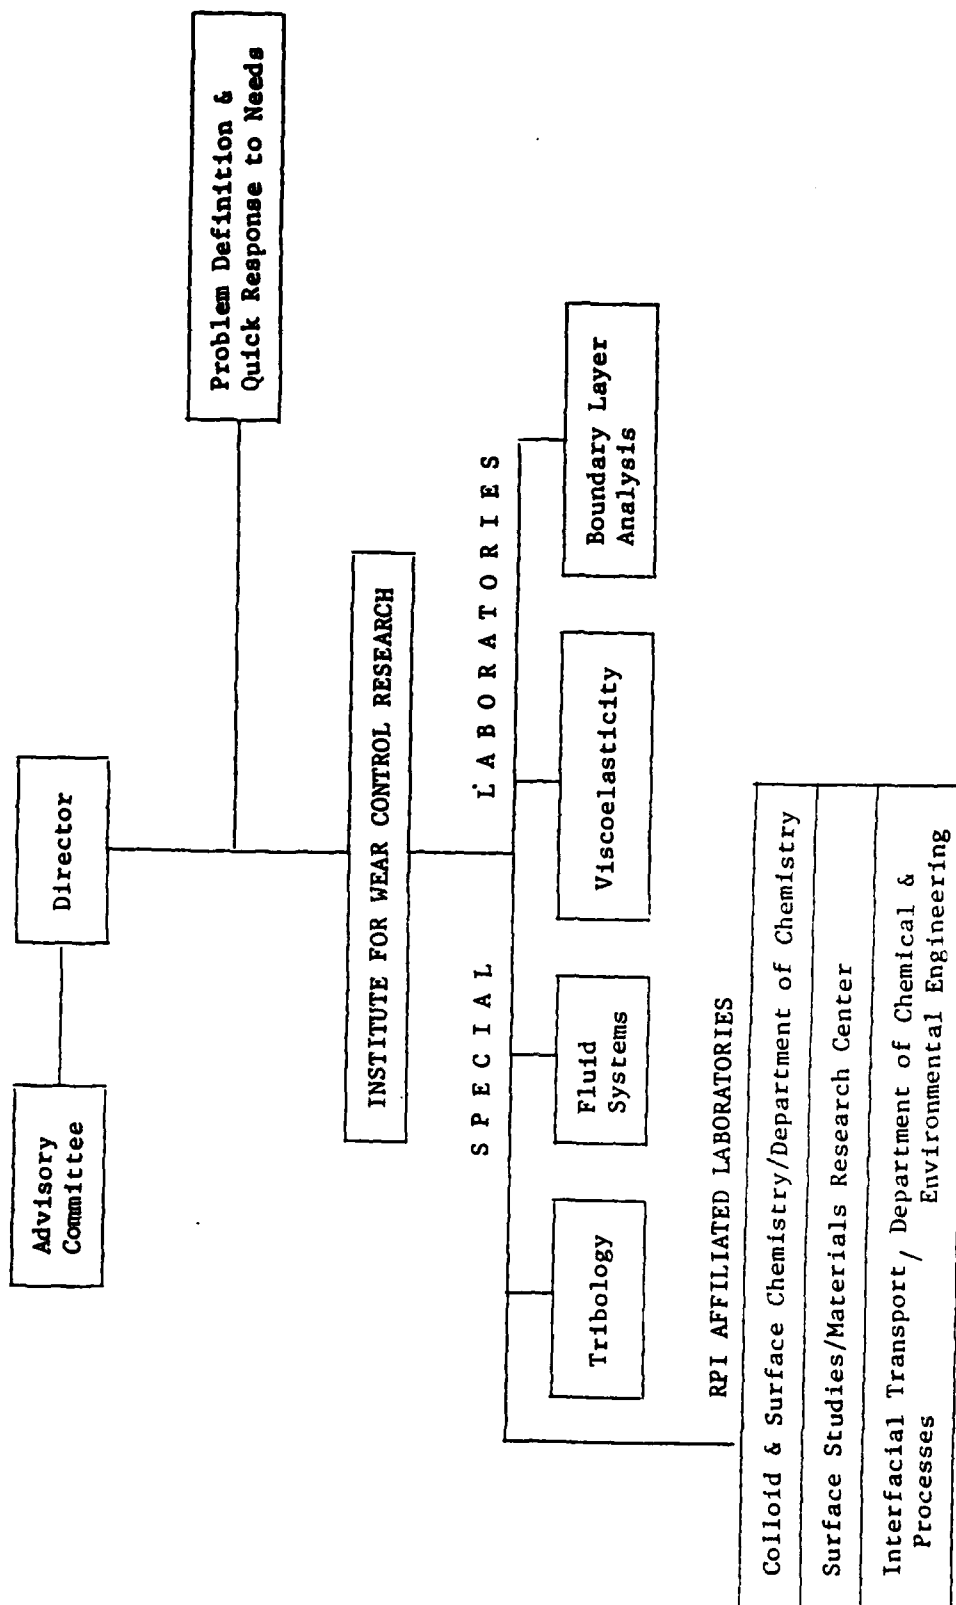 Advisory
Committee
Director
Problem Definition &
Quick Response to Needs
INSTITUTE FOR WEAR CONTROL RESEARCH
SPECIAL LABORATORIES
Tribology
Fluid
Systems
Viscoelasticity
Boundary Layer
Analysis
RPI AFFILIATED LABORATORIES
Colloid & Surface Chemistry/Department of Chemistry
Surface Studies/Materials Research Center
Interfacial Transport/Department of Chemical &
Processes Environmental Engineering